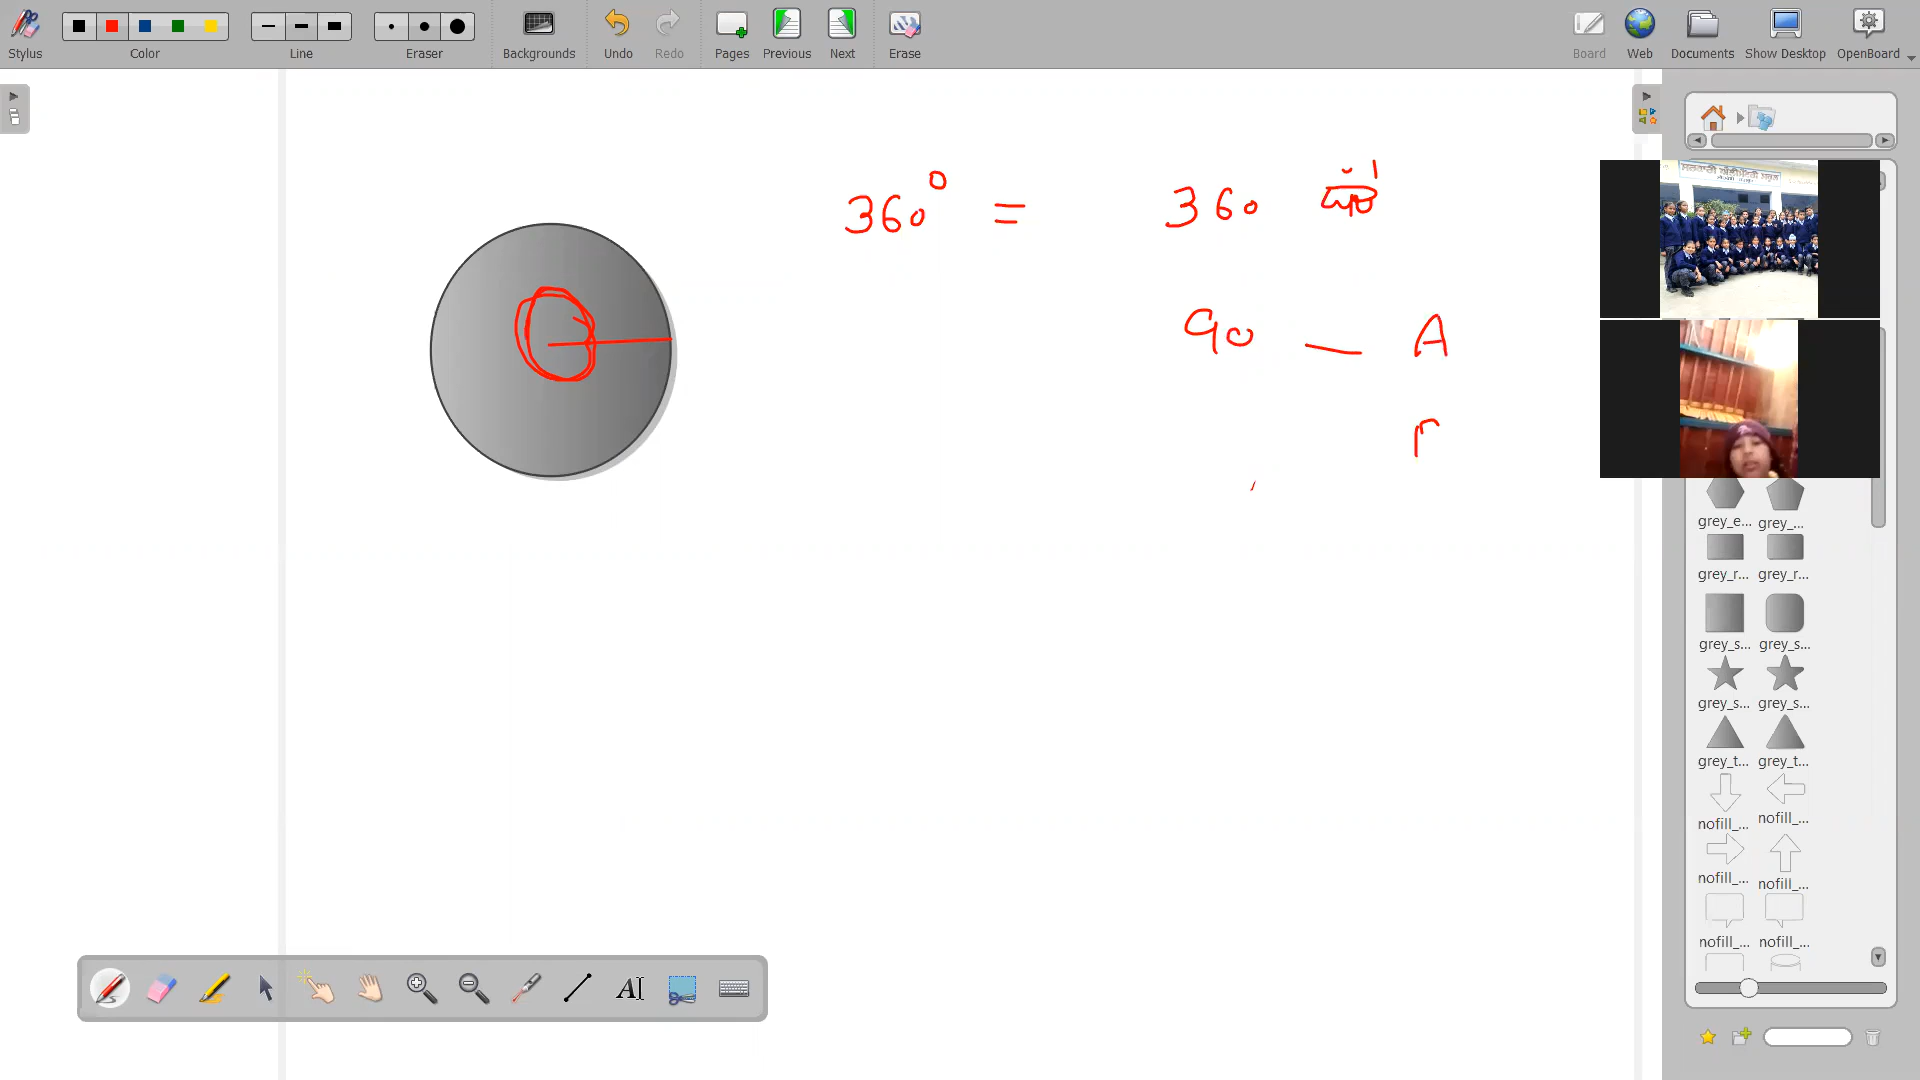 Stylus Color Line Eraser Backgrounds Undo Redo Pages Previous Next Erase Board Web Documents Show Desktop OpenBoard
360° = 360
90 — A
grey_e... grey_...
grey_r... grey_r...
grey_s... grey_s...
grey_s... grey_s...
grey_t... grey_t...
nofill_... nofill_...
nofill_... nofill_...
nofill_... nofill_...